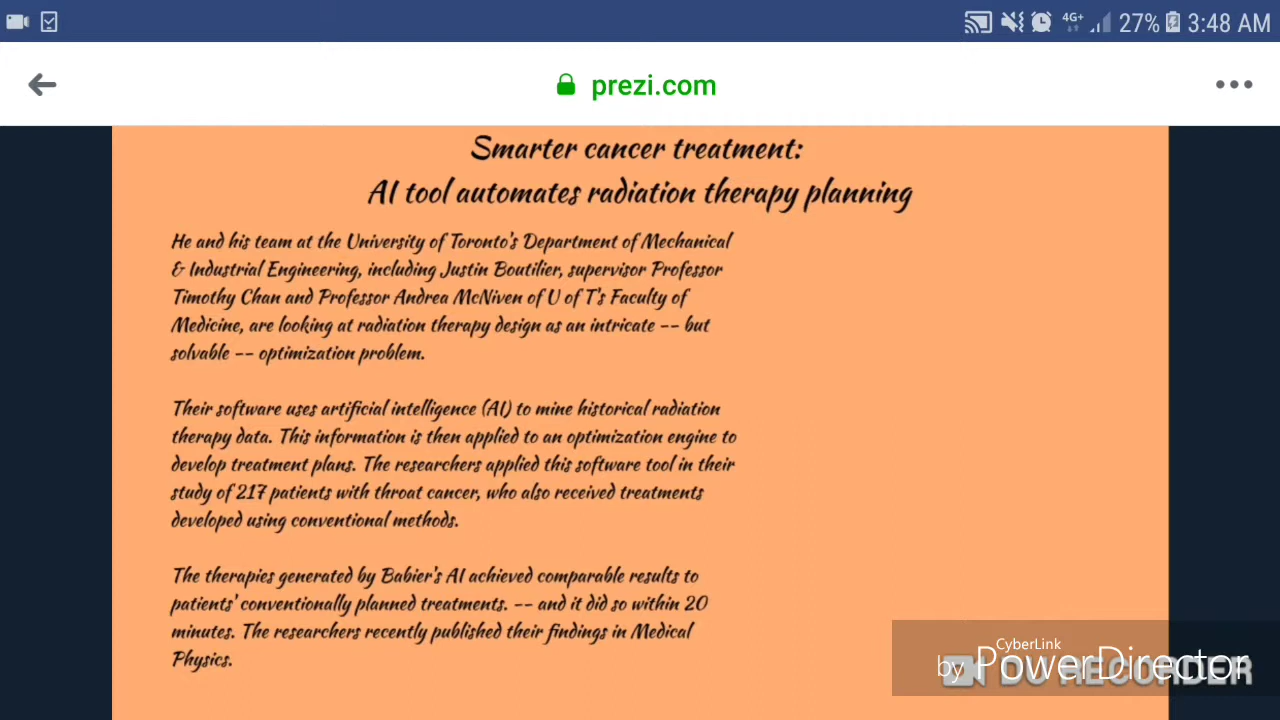 4G+ 27% 3:48 AM
prezi.com
Smarter cancer treatment:
AI tool automates radiation therapy planning
He and his team at the University of Toronto's Department of Mechanical
& Industrial Engineering, including Justin Boutilier, supervisor Professor
Timothy Chan and Professor Andrea McNiven of U of T's Faculty of
Medicine, are looking at radiation therapy design as an intricate -- but
solvable -- optimization problem.
Their software uses artificial intelligence (AI) to mine historical radiation
therapy data. This information is then applied to an optimization engine to
develop treatment plans. The researchers applied this software tool in their
study of 217 patients with throat cancer, who also received treatments
developed using conventional methods.
The therapies generated by Babier's AI achieved comparable results to
patients' conventionally planned treatments. -- and it did so within 20
minutes. The researchers recently published their findings in Medical
Physics.
CyberLink
by PowerDirector
DU RECORDER